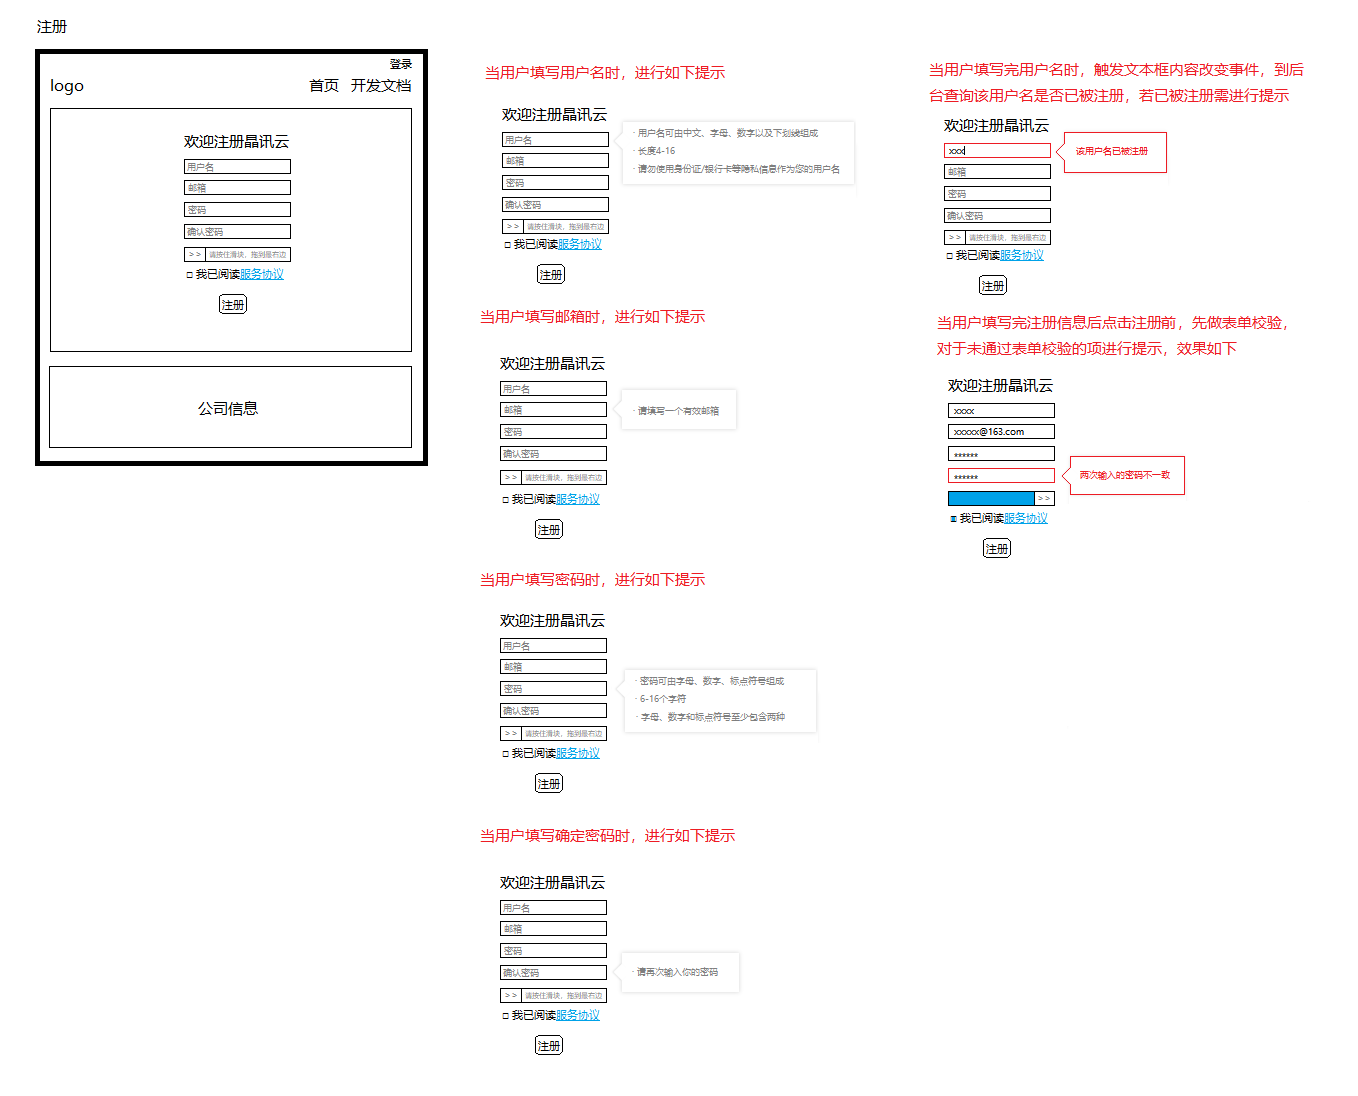 注册
登录
logo
首页
开发文档
欢迎注册晶讯云
用户名
邮箱
密码
确认密码
>> 请按住滑块，拖到最右边
我已阅读服务协议
注册
公司信息
当用户填写用户名时，进行如下提示
欢迎注册晶讯云
用户名
邮箱
密码
确认密码
>> 请按住滑块，拖到最右边
我已阅读服务协议
注册
· 用户名可由中文、字母、数字以及下划线组成
· 长度4-16
· 请勿使用身份证/银行卡等隐私信息作为您的用户名
当用户填写邮箱时，进行如下提示
欢迎注册晶讯云
用户名
邮箱
密码
确认密码
>> 请按住滑块，拖到最右边
我已阅读服务协议
注册
· 请填写一个有效邮箱
当用户填写密码时，进行如下提示
欢迎注册晶讯云
用户名
邮箱
密码
确认密码
>> 请按住滑块，拖到最右边
我已阅读服务协议
注册
· 密码可由字母、数字、标点符号组成
· 6-16个字符
· 字母、数字和标点符号至少包含两种
当用户填写确定密码时，进行如下提示
欢迎注册晶讯云
用户名
邮箱
密码
确认密码
>> 请按住滑块，拖到最右边
我已阅读服务协议
注册
· 请再次输入你的密码
当用户填写完用户名时，触发文本框内容改变事件，到后
台查询该用户名是否已被注册，若已被注册需进行提示
欢迎注册晶讯云
xxx
邮箱
密码
确认密码
>> 请按住滑块，拖到最右边
我已阅读服务协议
注册
该用户名已被注册
当用户填写完注册信息后点击注册前，先做表单校验，
对于未通过表单校验的项进行提示，效果如下
欢迎注册晶讯云
xxxx
xxxxx@163.com
******
******
>>
我已阅读服务协议
注册
两次输入的密码不一致